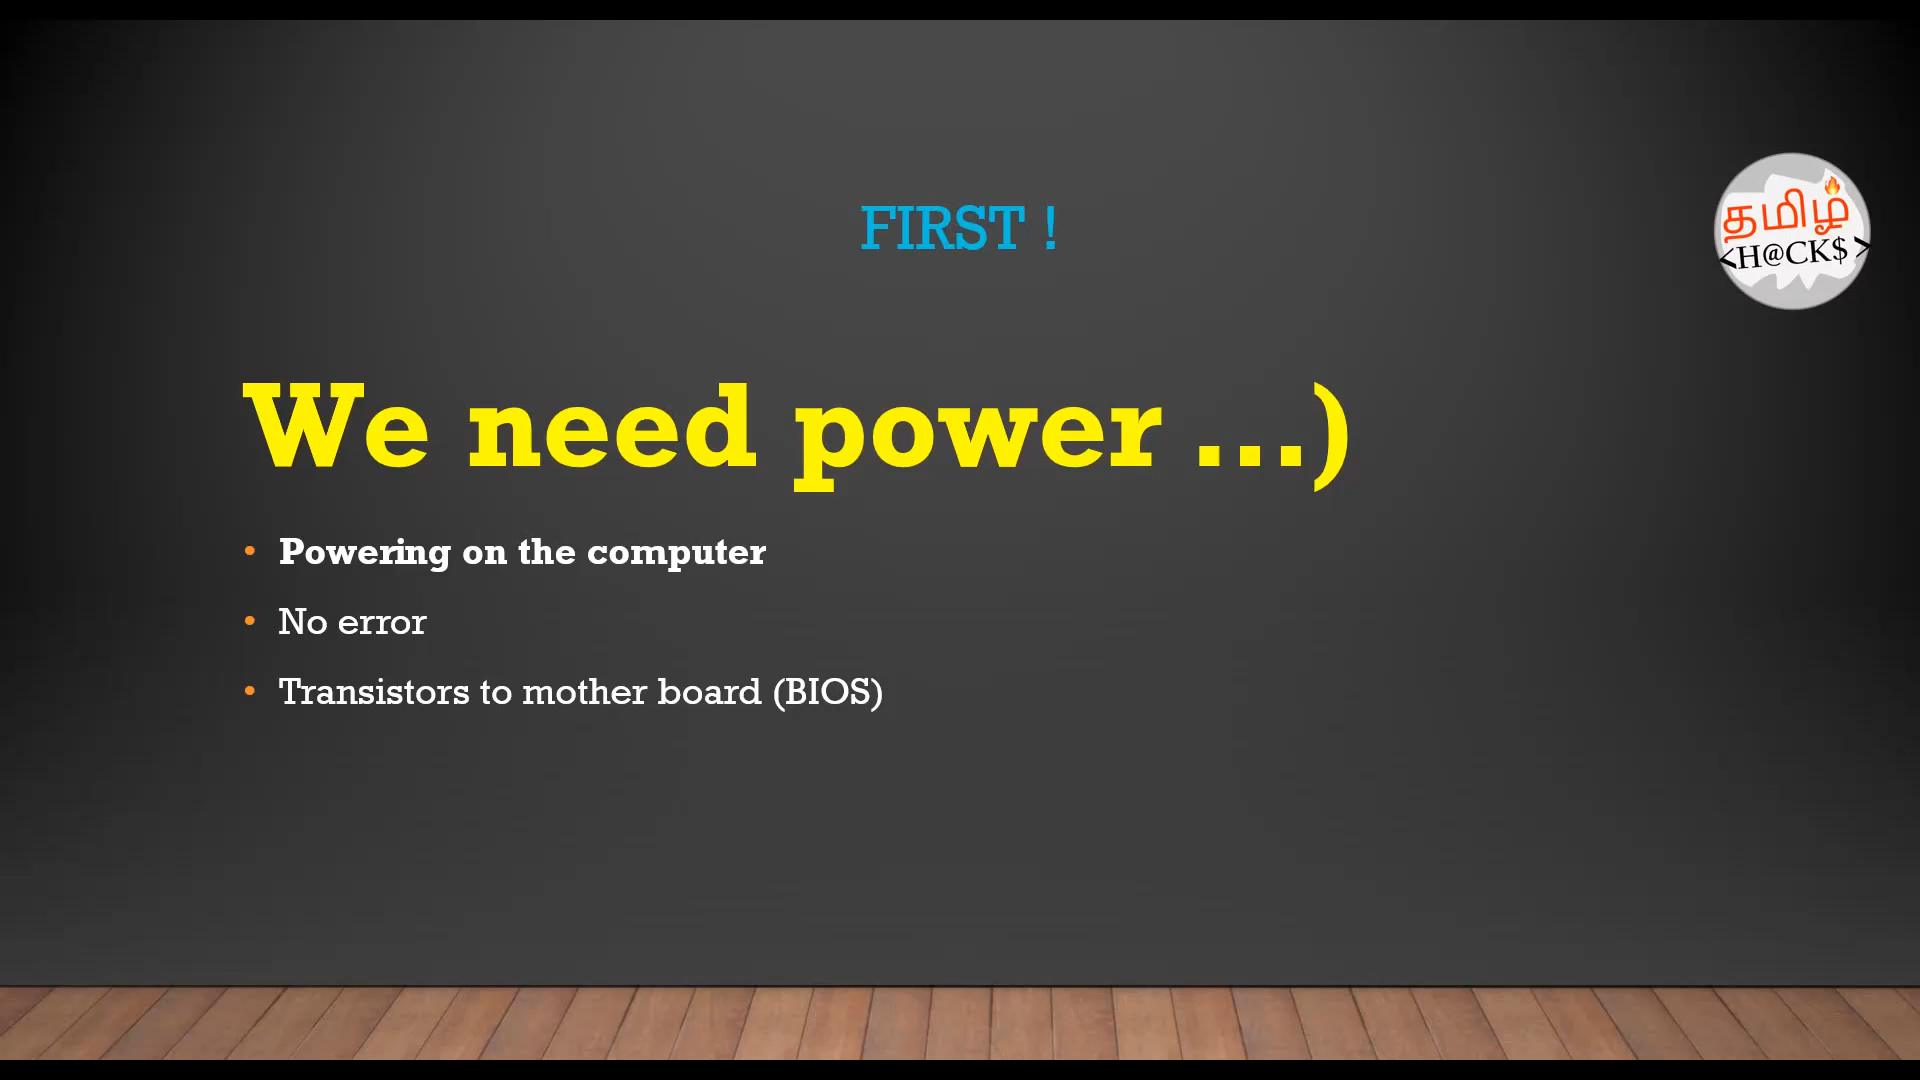 FIRST !
தமிழ்
<H@CK$>
We need power ...)
• Powering on the computer
• No error
• Transistors to mother board (BIOS)